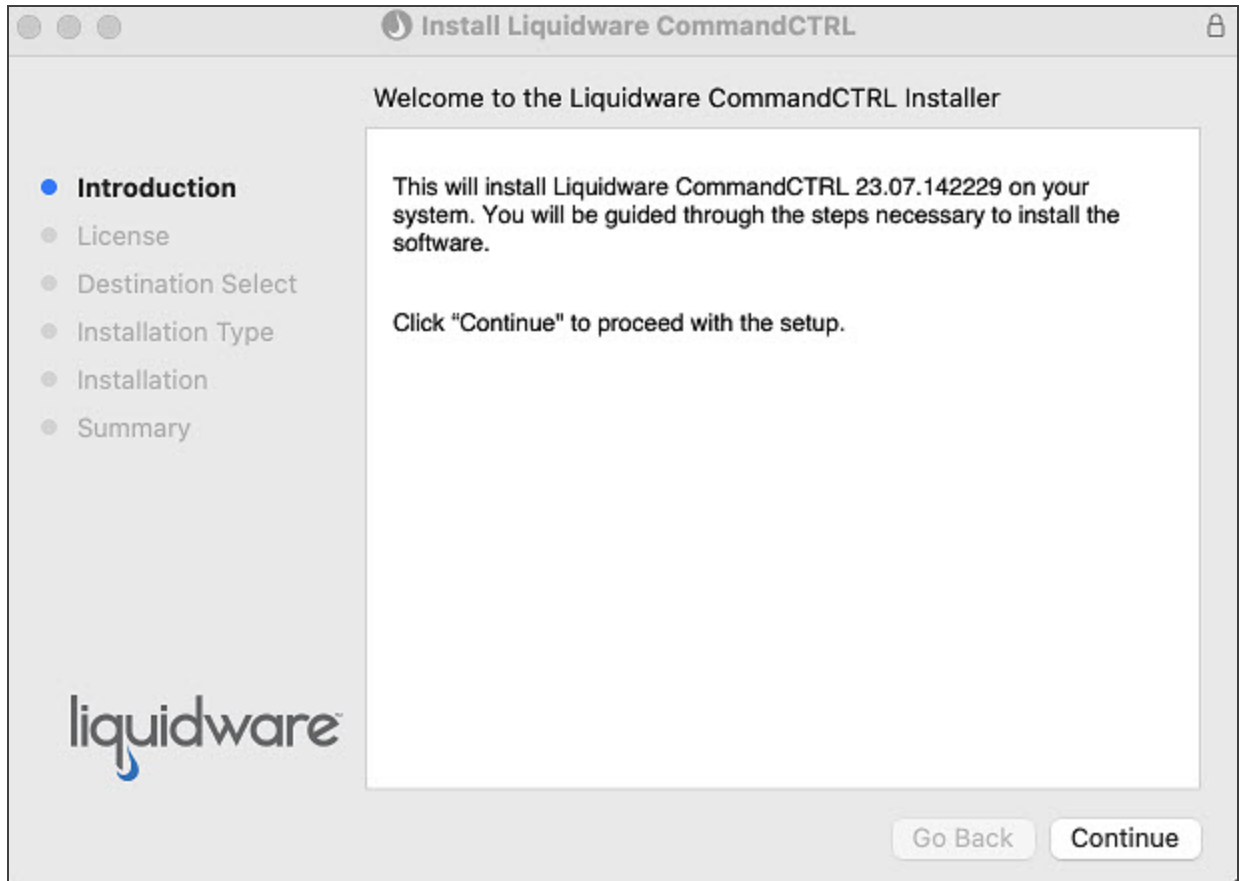 Install Liquidware CommandCTRL
Welcome to the Liquidware CommandCTRL Installer
Introduction
License
Destination Select
Installation Type
Installation
Summary
This will install Liquidware CommandCTRL 23.07.142229 on your
system. You will be guided through the steps necessary to install the
software.
Click “Continue" to proceed with the setup.
liquidware™
Go Back
Continue